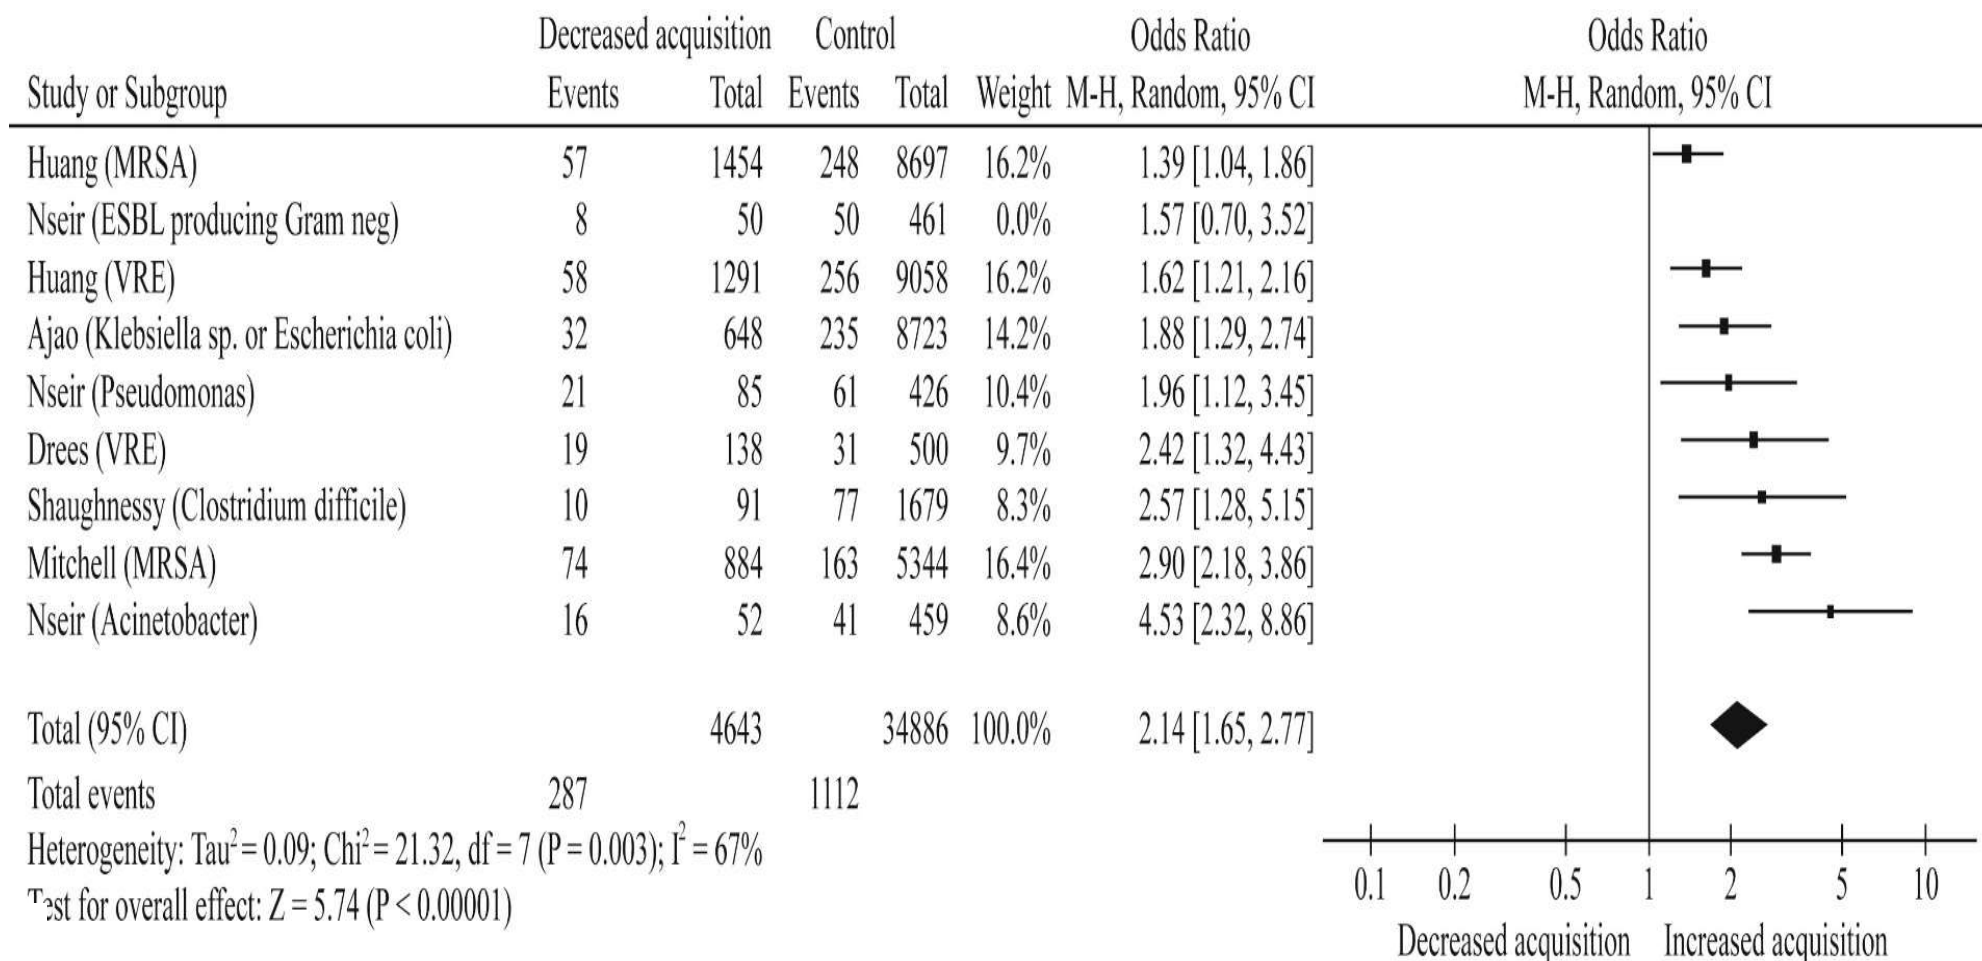 Decreased acquisition Control Odds Ratio Odds Ratio
Study or Subgroup Events Total Events Total Weight M-H, Random, 95% CI M-H, Random, 95% CI
Huang (MRSA) 57 1454 248 8697 16.2% 1.39 [1.04, 1.86]
Nseir (ESBL producing Gram neg) 8 50 50 461 0.0% 1.57 [0.70, 3.52]
Huang (VRE) 58 1291 256 9058 16.2% 1.62 [1.21, 2.16]
Ajao (Klebsiella sp. or Escherichia coli) 32 648 235 8723 14.2% 1.88 [1.29, 2.74]
Nseir (Pseudomonas) 21 85 61 426 10.4% 1.96 [1.12, 3.45]
Drees (VRE) 19 138 31 500 9.7% 2.42 [1.32, 4.43]
Shaughnessy (Clostridium difficile) 10 91 77 1679 8.3% 2.57 [1.28, 5.15]
Mitchell (MRSA) 74 884 163 5344 16.4% 2.90 [2.18, 3.86]
Nseir (Acinetobacter) 16 52 41 459 8.6% 4.53 [2.32, 8.86]
Total (95% CI) 4643 34886 100.0% 2.14 [1.65, 2.77]
Total events 287 1112
Heterogeneity: Tau² = 0.09; Chi² = 21.32, df = 7 (P = 0.003); I² = 67%
Test for overall effect: Z = 5.74 (P < 0.00001)
0.1 0.2 0.5 1 2 5 10
Decreased acquisition Increased acquisition